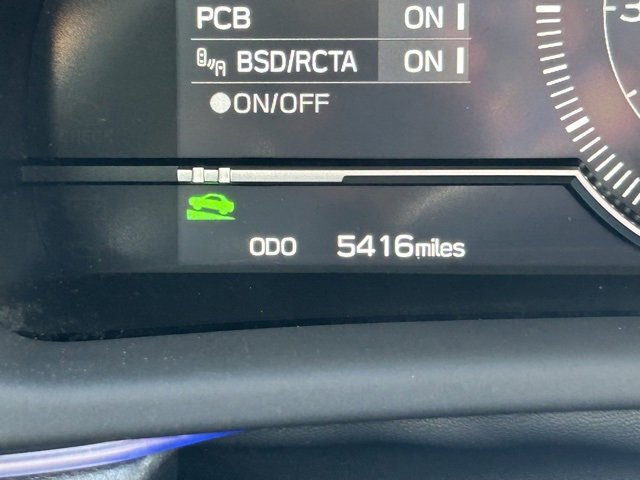 PCB ON
BSD/RCTA ON
ON/OFF
ODO 5416miles